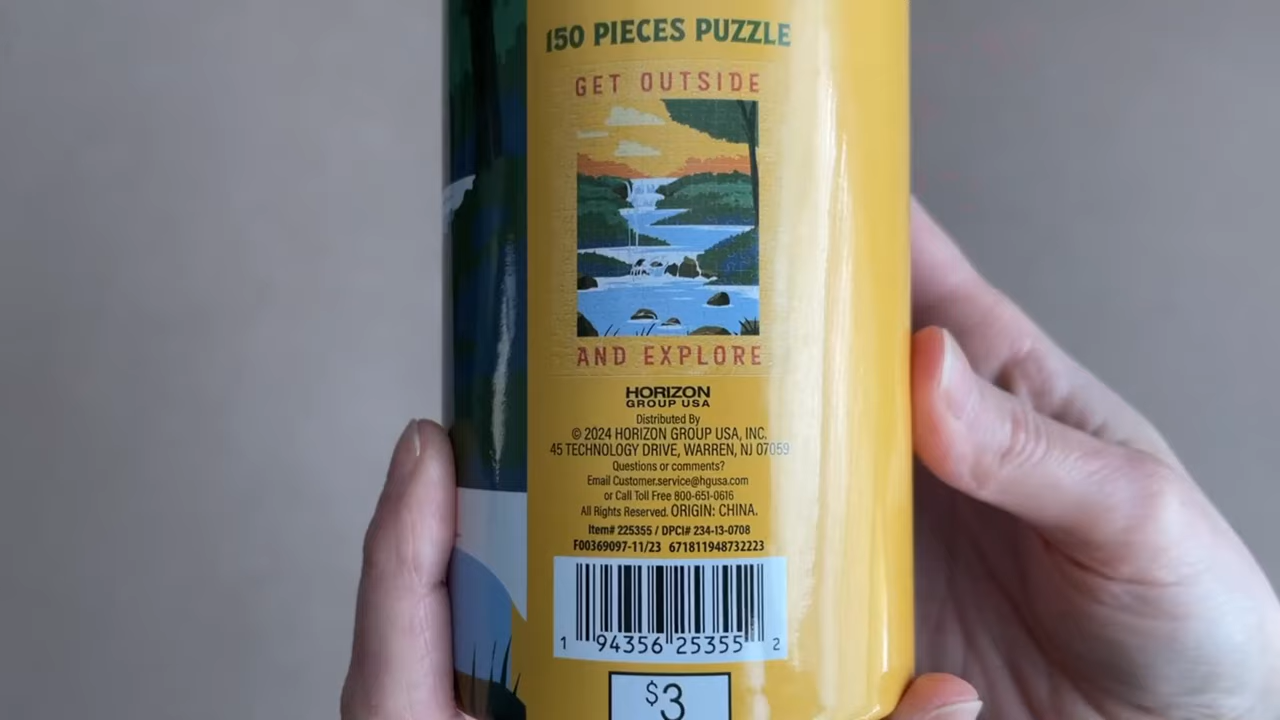 150 PIECES PUZZLE
GET OUTSIDE
AND EXPLORE
HORIZON
GROUP USA
Distributed By
© 2024 HORIZON GROUP USA, INC.
45 TECHNOLOGY DRIVE, WARREN, NJ 07059
Questions or comments?
Email Customer.service@hgusa.com
or Call Toll Free 800-651-0616
All Rights Reserved. ORIGIN: CHINA.
Item# 225355 / DPCI# 234-13-0708
F00369097-11/23 671811948732223
1 94356 25355 2
$3